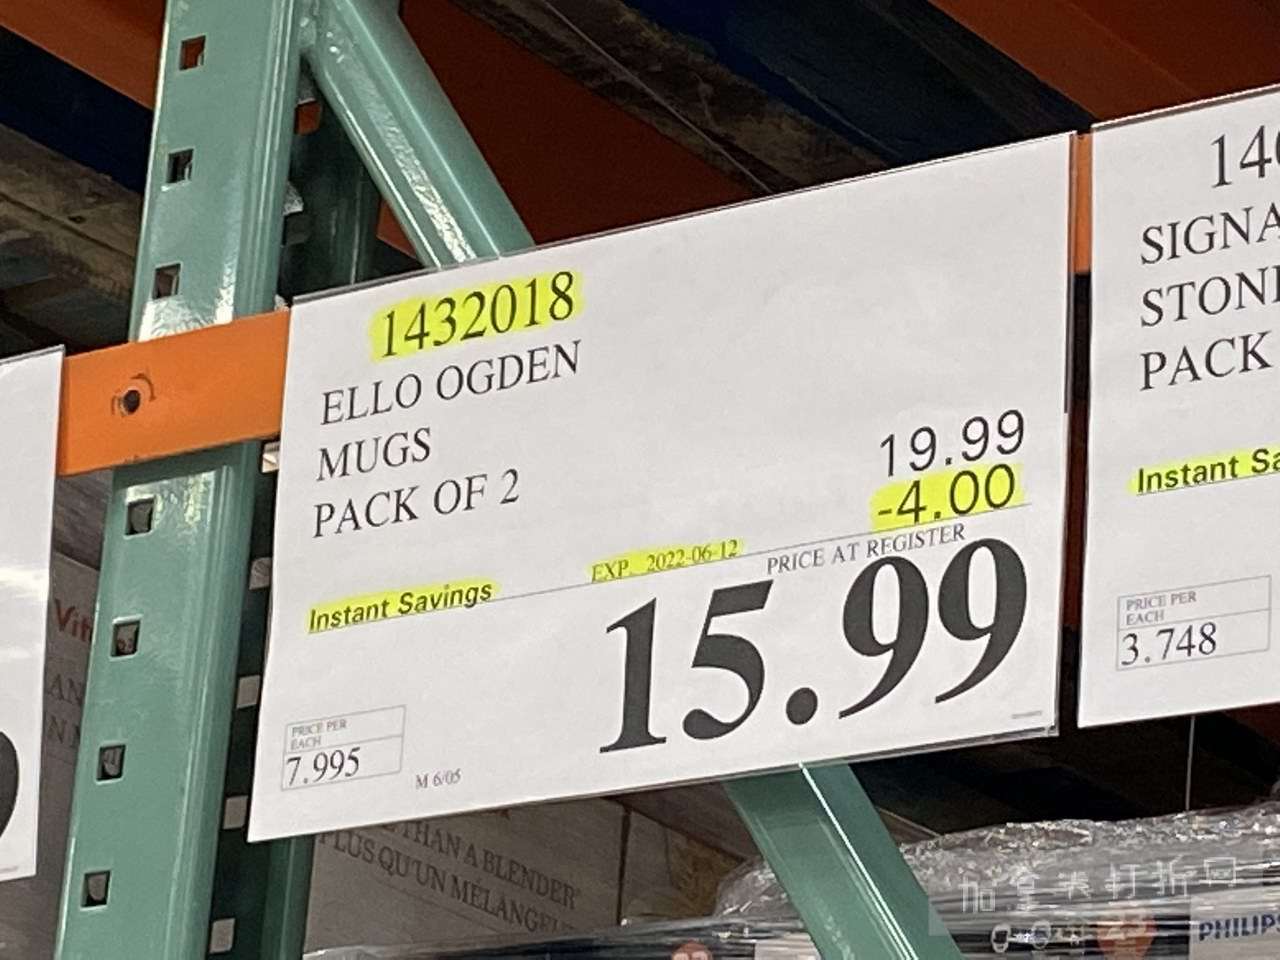 1432018
ELLO OGDEN
MUGS
PACK OF 2
19.99
-4.00
EXP. 2022-06-12
PRICE AT REGISTER
Instant Savings
15.99
PRICE PER
EACH
7.995
M 6/05
SIGNA
STONE
PACK
Instant Sa
PRICE PER
EACH
3.748
THAN A BLENDER
PLUS QU'UN MÉLANGE
加拿大打折网
PHILIPS